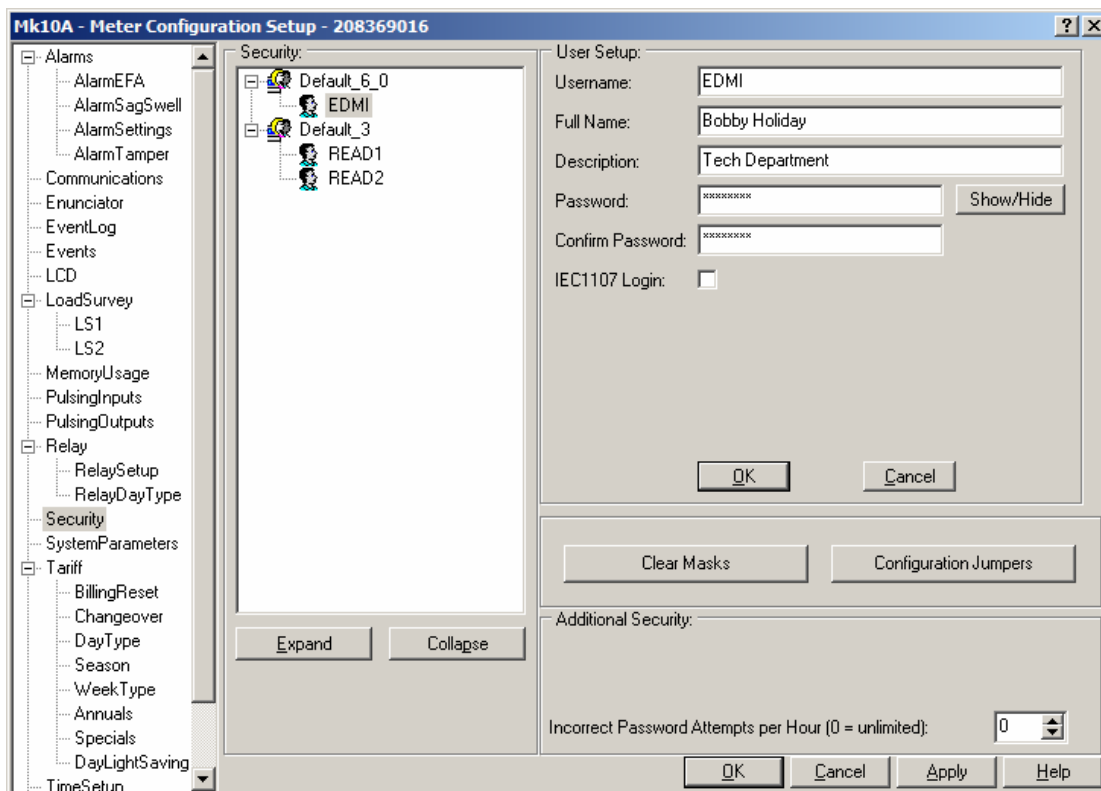 Mk10A - Meter Configuration Setup - 208369016
Alarms
AlarmEFA
AlarmSagSwell
AlarmSettings
AlarmTamper
Communications
Enunciator
EventLog
Events
LCD
LoadSurvey
LS1
LS2
MemoryUsage
PulsingInputs
PulsingOutputs
Relay
RelaySetup
RelayDayType
Security
SystemParameters
Tariff
BillingReset
Changeover
DayType
Season
WeekType
Annuals
Specials
DayLightSaving
TimeSetup
Security:
Default_6_0
EDMI
Default_3
READ1
READ2
Expand
Collapse
User Setup:
Username: EDMI
Full Name: Bobby Holiday
Description: Tech Department
Password: ******** Show/Hide
Confirm Password: ********
IEC1107 Login:
OK Cancel
Clear Masks Configuration Jumpers
Additional Security:
Incorrect Password Attempts per Hour (0 = unlimited): 0
OK Cancel Apply Help